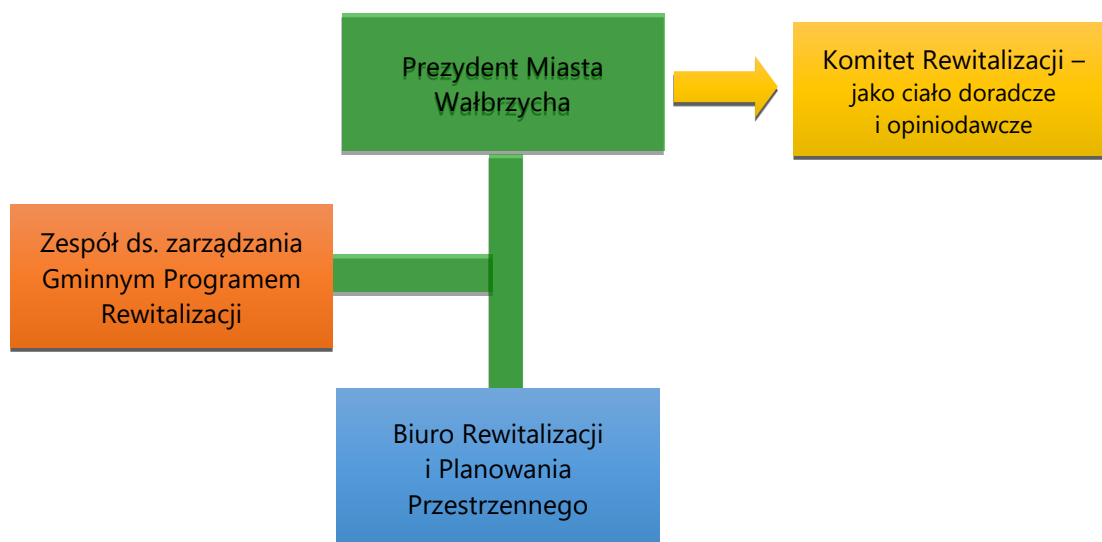 Prezydent Miasta
Wałbrzycha
Komitet Rewitalizacji –
jako ciało doradcze
i opiniodawcze
Zespół ds. zarządzania
Gminnym Programem
Rewitalizacji
Biuro Rewitalizacji
i Planowania
Przestrzennego